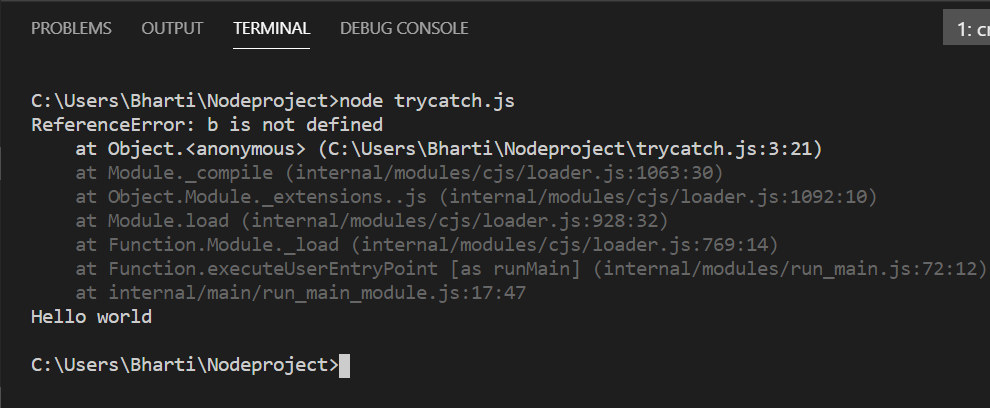 PROBLEMS OUTPUT TERMINAL DEBUG CONSOLE 1: cr
C:\Users\Bharti\Nodeproject>node trycatch.js
ReferenceError: b is not defined
    at Object.<anonymous> (C:\Users\Bharti\Nodeproject\trycatch.js:3:21)
    at Module._compile (internal/modules/cjs/loader.js:1063:30)
    at Object.Module._extensions..js (internal/modules/cjs/loader.js:1092:10)
    at Module.load (internal/modules/cjs/loader.js:928:32)
    at Function.Module._load (internal/modules/cjs/loader.js:769:14)
    at Function.executeUserEntryPoint [as runMain] (internal/modules/run_main.js:72:12)
    at internal/main/run_main_module.js:17:47
Hello world
C:\Users\Bharti\Nodeproject>